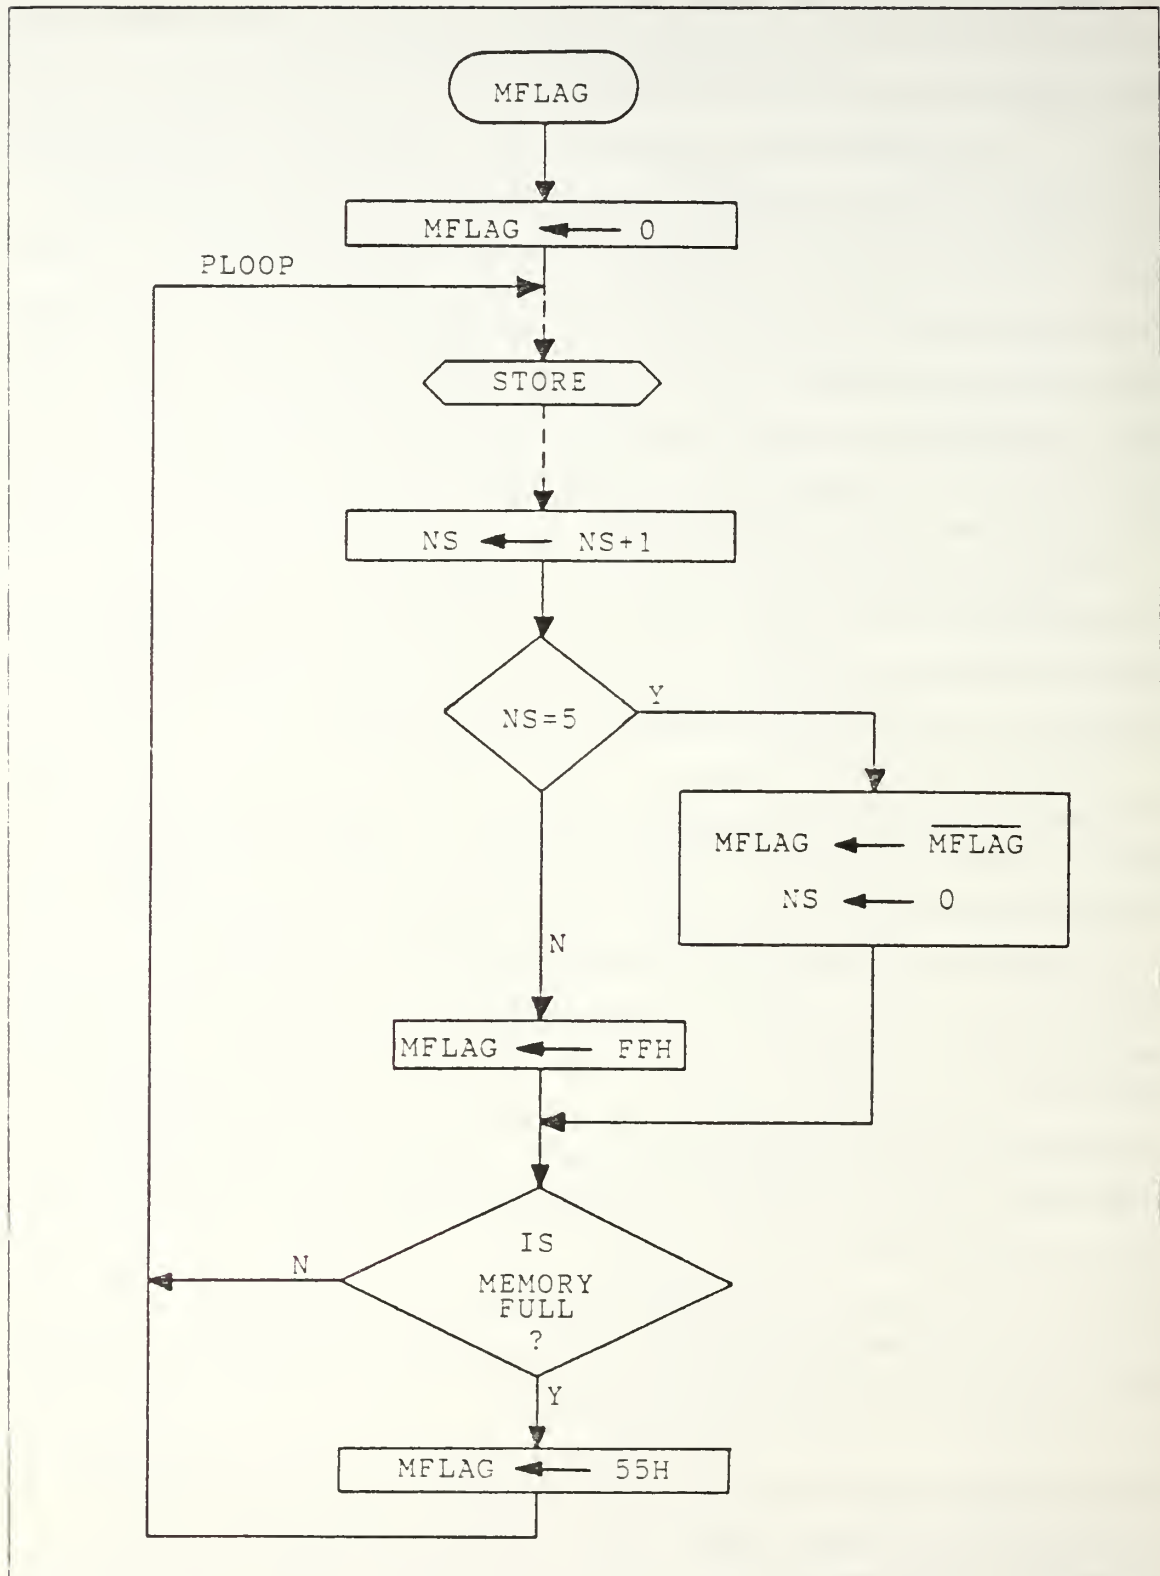 MFLAG
MFLAG ← 0
PLOOP
STORE
NS ← NS+1
NS=5
Y
MFLAG ← M̅F̅L̅A̅G̅
NS ← 0
N
MFLAG ← FFH
IS
MEMORY
FULL
?
N
Y
MFLAG ← 55H